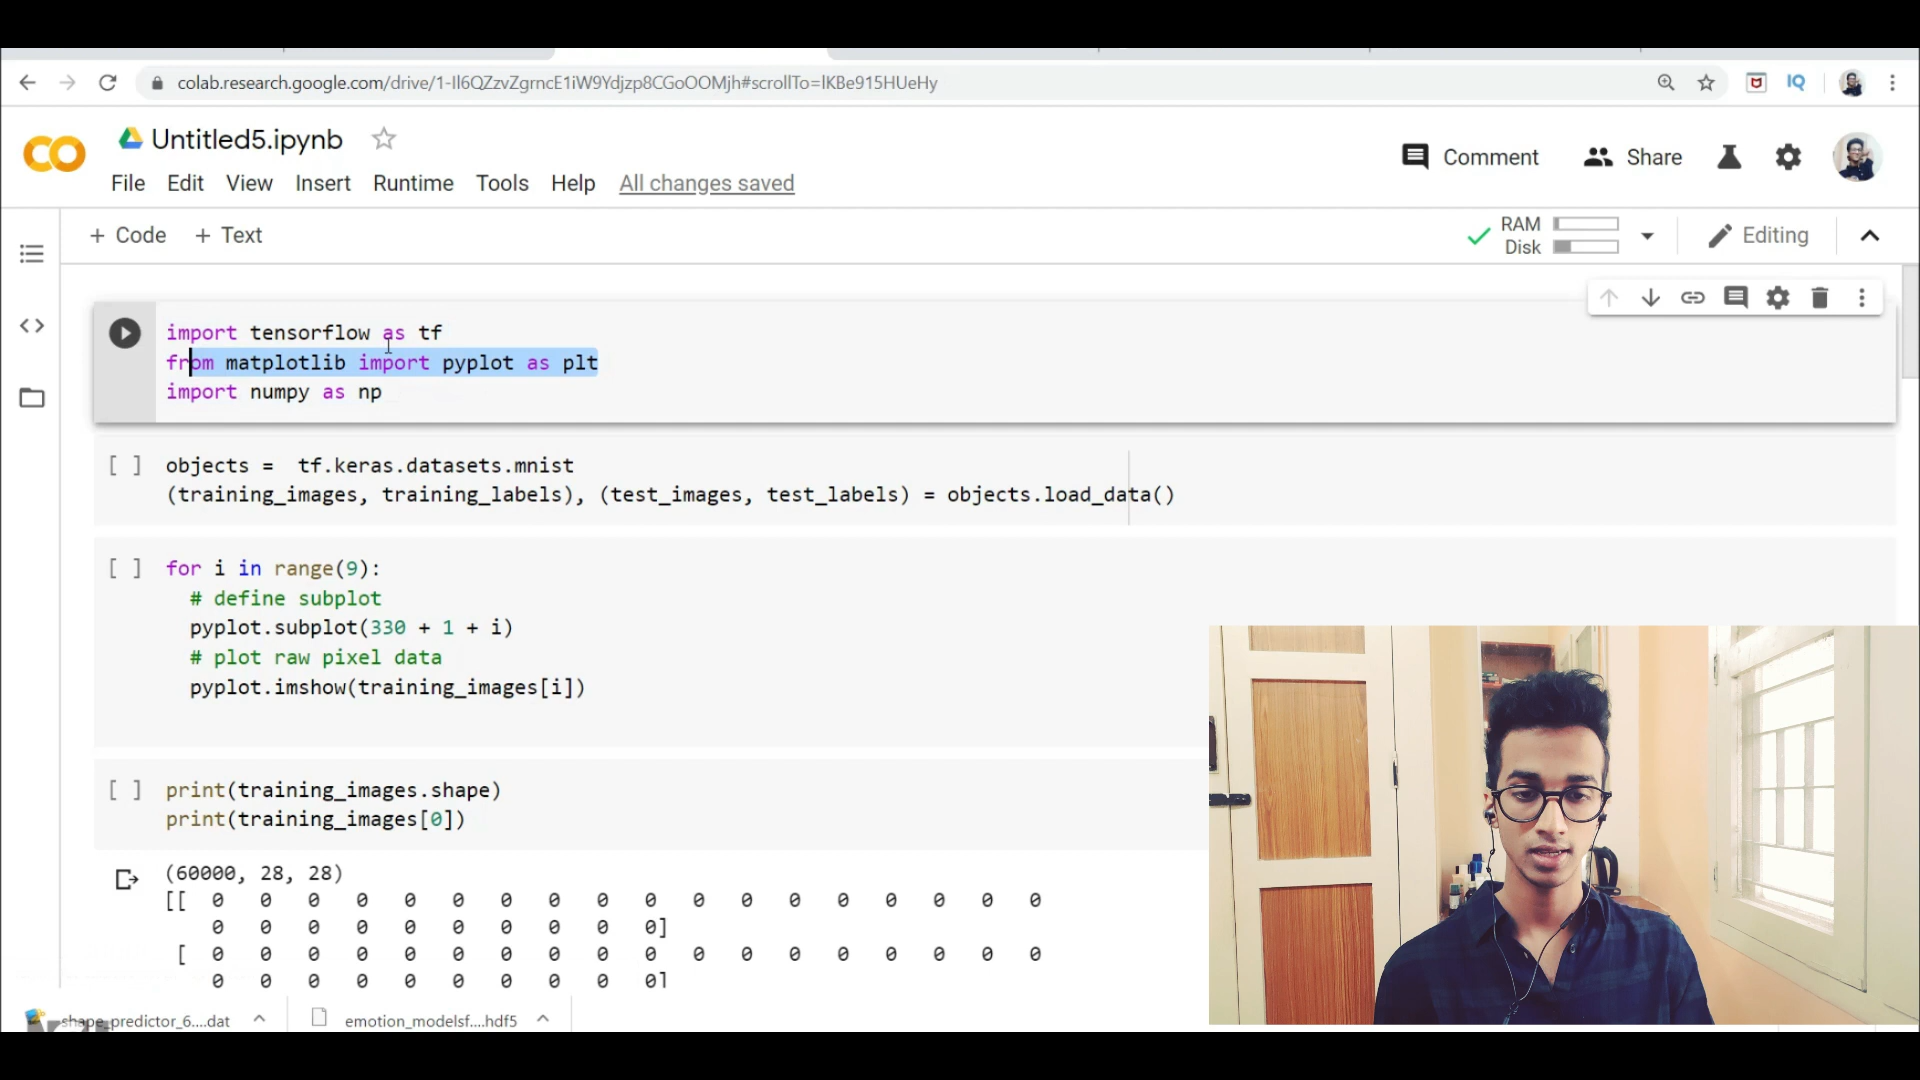 colab.research.google.com/drive/1-Il6QZzvZgrncE1iW9Ydjzp8CGoOOMjh#scrollTo=lKBe915HUeHy
IQ
CO
Untitled5.ipynb
Comment
Share
File Edit View Insert Runtime Tools Help All changes saved
+ Code + Text
RAM
Disk
Editing
import tensorflow as tf
from matplotlib import pyplot as plt
import numpy as np
[ ] objects = tf.keras.datasets.mnist
(training_images, training_labels), (test_images, test_labels) = objects.load_data()
[ ] for i in range(9):
# define subplot
pyplot.subplot(330 + 1 + i)
# plot raw pixel data
pyplot.imshow(training_images[i])
[ ] print(training_images.shape)
print(training_images[0])
(60000, 28, 28)
[[ 0 0 0 0 0 0 0 0 0 0 0 0 0 0 0 0 0 0
0 0 0 0 0 0 0 0 0 0]
[ 0 0 0 0 0 0 0 0 0 0 0 0 0 0 0 0 0 0
0 0 0 0 0 0 0 0 0 0]
shape_predictor_6....dat
emotion_modelsf....hdf5